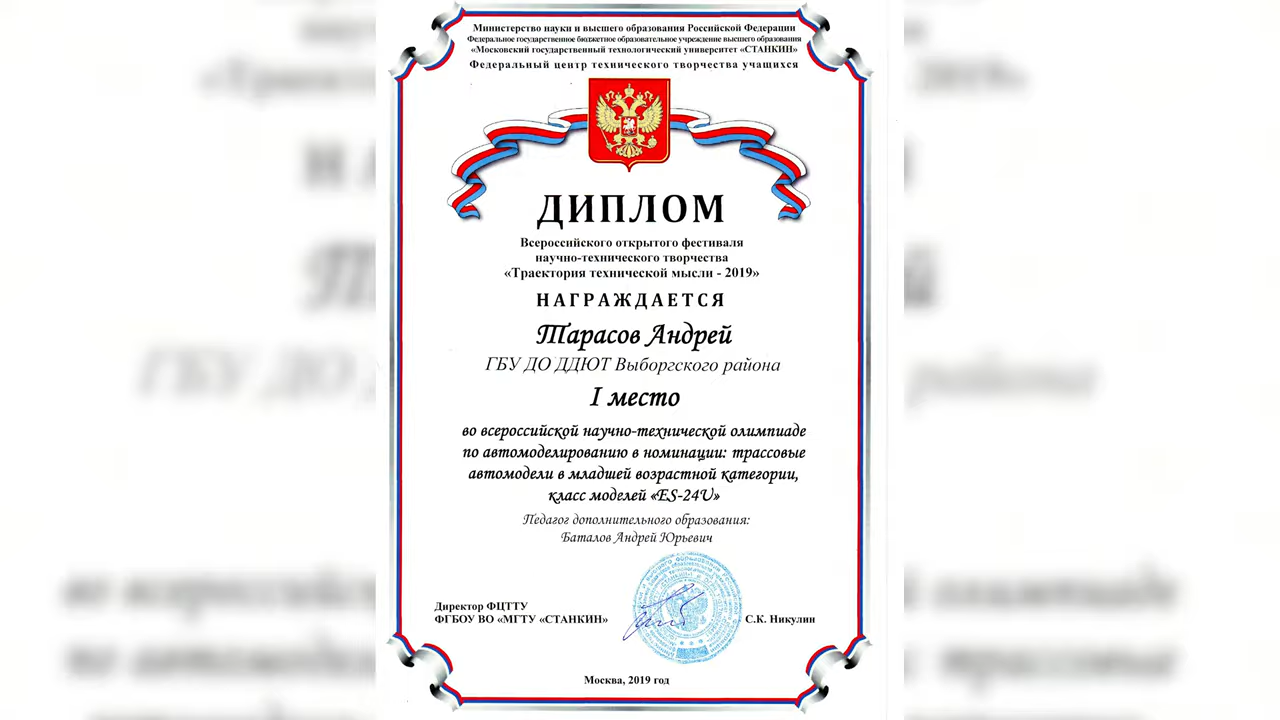 Министерство науки и высшего образования Российской Федерации
Федеральное государственное бюджетное образовательное учреждение высшего образования
«Московский государственный технологический университет «СТАНКИН»
Федеральный центр технического творчества учащихся
ДИПЛОМ
Всероссийского открытого фестиваля
научно-технического творчества
«Траектория технической мысли - 2019»
НАГРАЖДАЕТСЯ
Тарасов Андрей
ГБУ ДО ДДЮТ Выборгского района
I место
во всероссийской научно-технической олимпиаде
по автомоделированию в номинации: трассовые
автомодели в младшей возрастной категории,
класс моделей «ES-24U»
Педагог дополнительного образования:
Баталов Андрей Юрьевич
Директор ФЦТТУ
ФГБОУ ВО «МГТУ «СТАНКИН»
С.К. Никулин
Москва, 2019 год